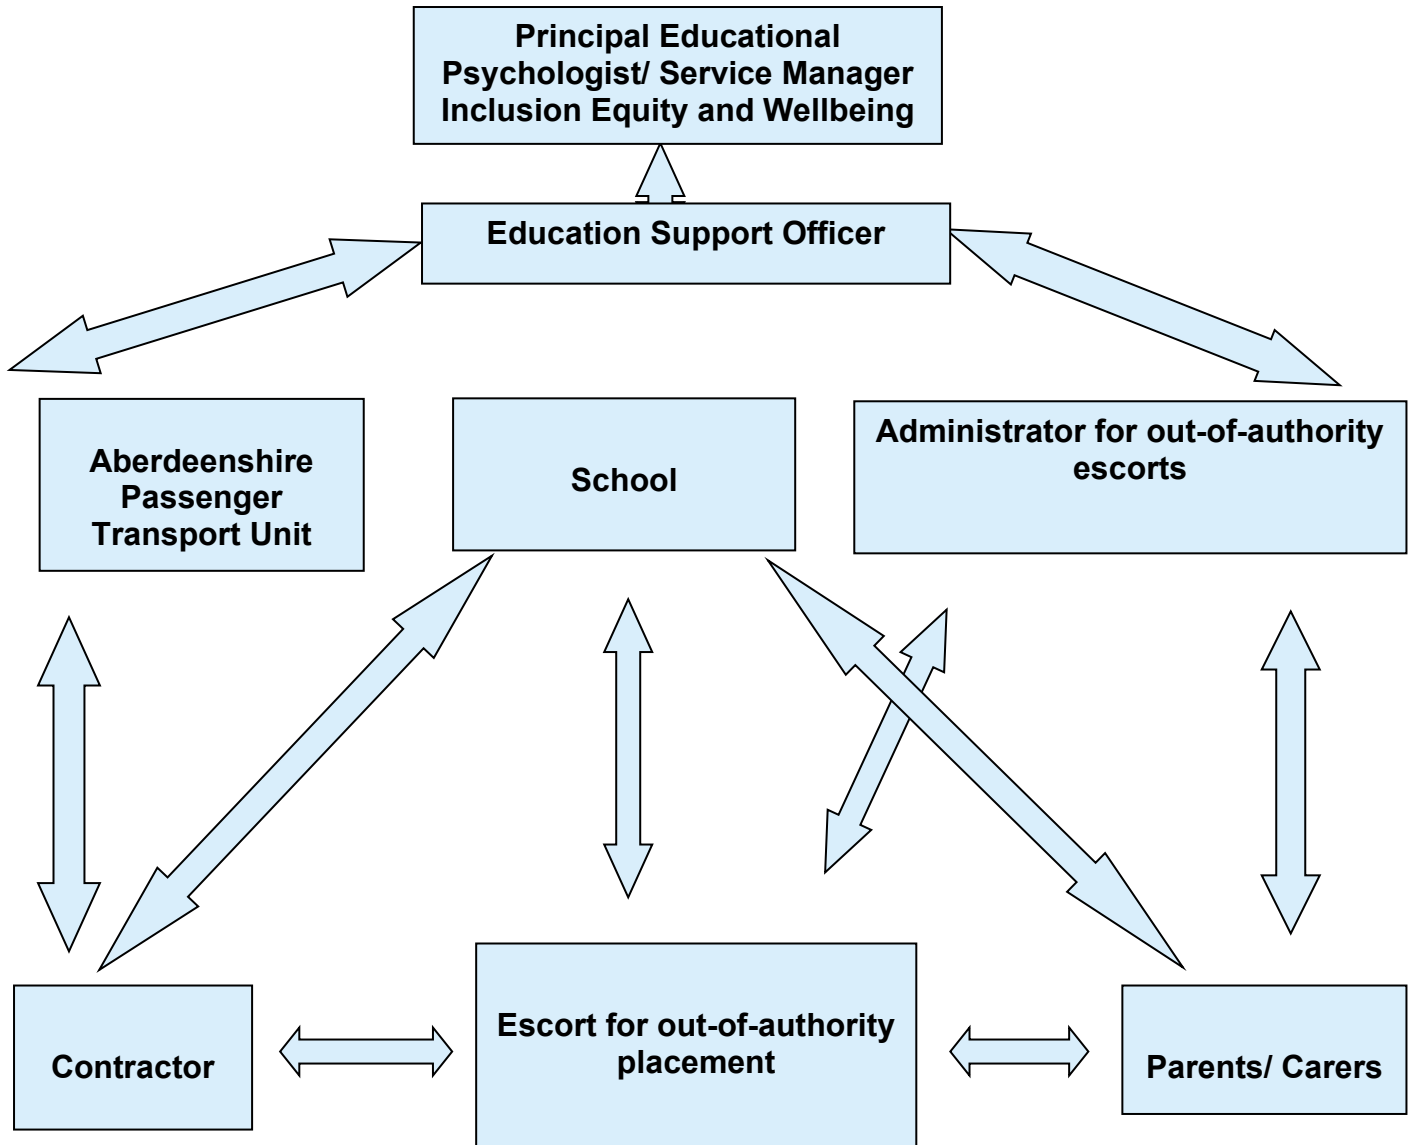 Principal Educational
Psychologist/ Service Manager
Inclusion Equity and Wellbeing
Education Support Officer
Aberdeenshire
Passenger
Transport Unit
School
Administrator for out-of-authority
escorts
Contractor
Escort for out-of-authority
placement
Parents/ Carers